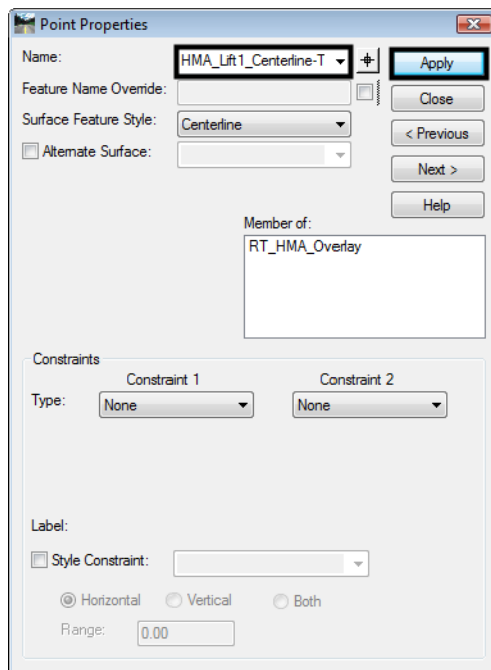 Point Properties
Name:
HMA_Lift1_Centerline-T
Apply
Feature Name Override:
Close
Surface Feature Style:
Centerline
< Previous
Alternate Surface:
Next >
Help
Member of:
RT_HMA_Overlay
Constraints
Constraint 1
Constraint 2
Type:
None
None
Label:
Style Constraint:
Horizontal
Vertical
Both
Range:
0.00